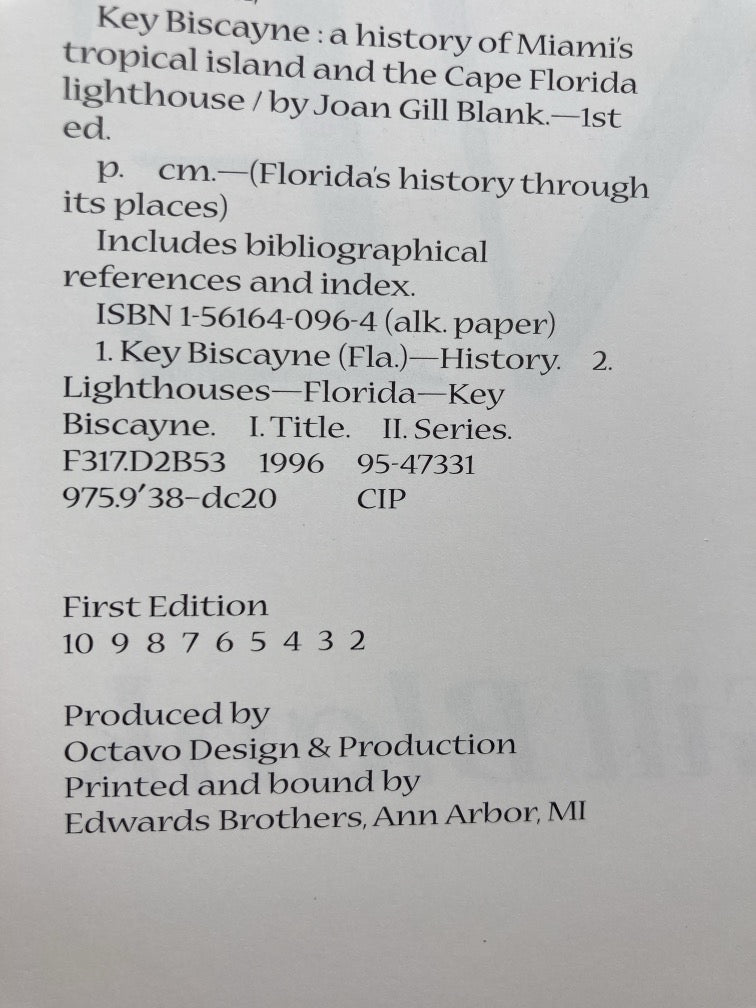 Key Biscayne : a history of Miami's
tropical island and the Cape Florida
lighthouse / by Joan Gill Blank.—1st
ed.
p. cm.—(Florida's history through
its places)
Includes bibliographical
references and index.
ISBN 1-56164-096-4 (alk. paper)
1. Key Biscayne (Fla.)—History. 2.
Lighthouses—Florida—Key
Biscayne. I. Title. II. Series.
F317.D2B53 1996 95-47331
975.9'38–dc20 CIP
First Edition
10 9 8 7 6 5 4 3 2
Produced by
Octavo Design & Production
Printed and bound by
Edwards Brothers, Ann Arbor, MI